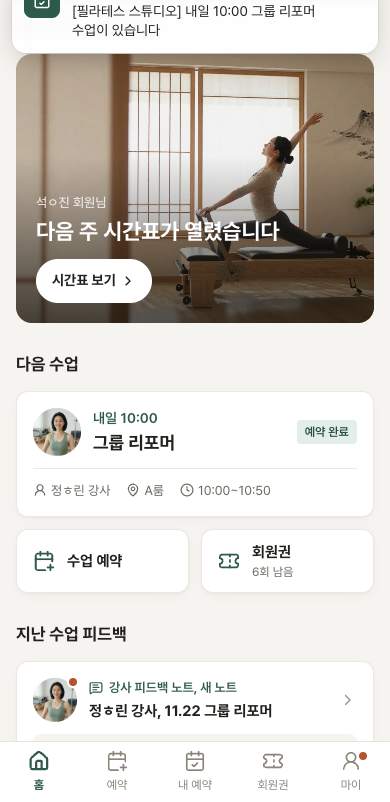 [필라테스 스튜디오] 내일 10:00 그룹 리포머
수업이 있습니다
석ㅇ진 회원님
다음 주 시간표가 열렸습니다
시간표 보기
다음 수업
내일 10:00
그룹 리포머
예약 완료
정ㅎ린 강사
A룸
10:00~10:50
수업 예약
회원권
6회 남음
지난 수업 피드백
강사 피드백 노트, 새 노트
정ㅎ린 강사, 11.22 그룹 리포머
홈
예약
내 예약
회원권
마이